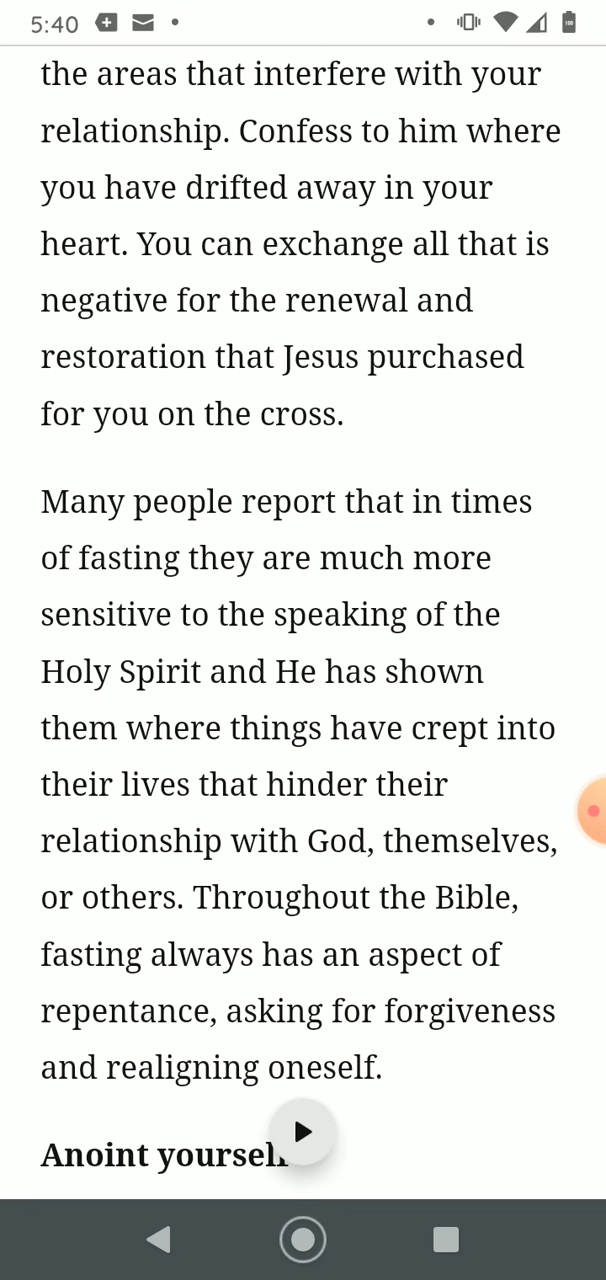 5:40
the areas that interfere with your
relationship. Confess to him where
you have drifted away in your
heart. You can exchange all that is
negative for the renewal and
restoration that Jesus purchased
for you on the cross.
Many people report that in times
of fasting they are much more
sensitive to the speaking of the
Holy Spirit and He has shown
them where things have crept into
their lives that hinder their
relationship with God, themselves,
or others. Throughout the Bible,
fasting always has an aspect of
repentance, asking for forgiveness
and realigning oneself.
Anoint yourself